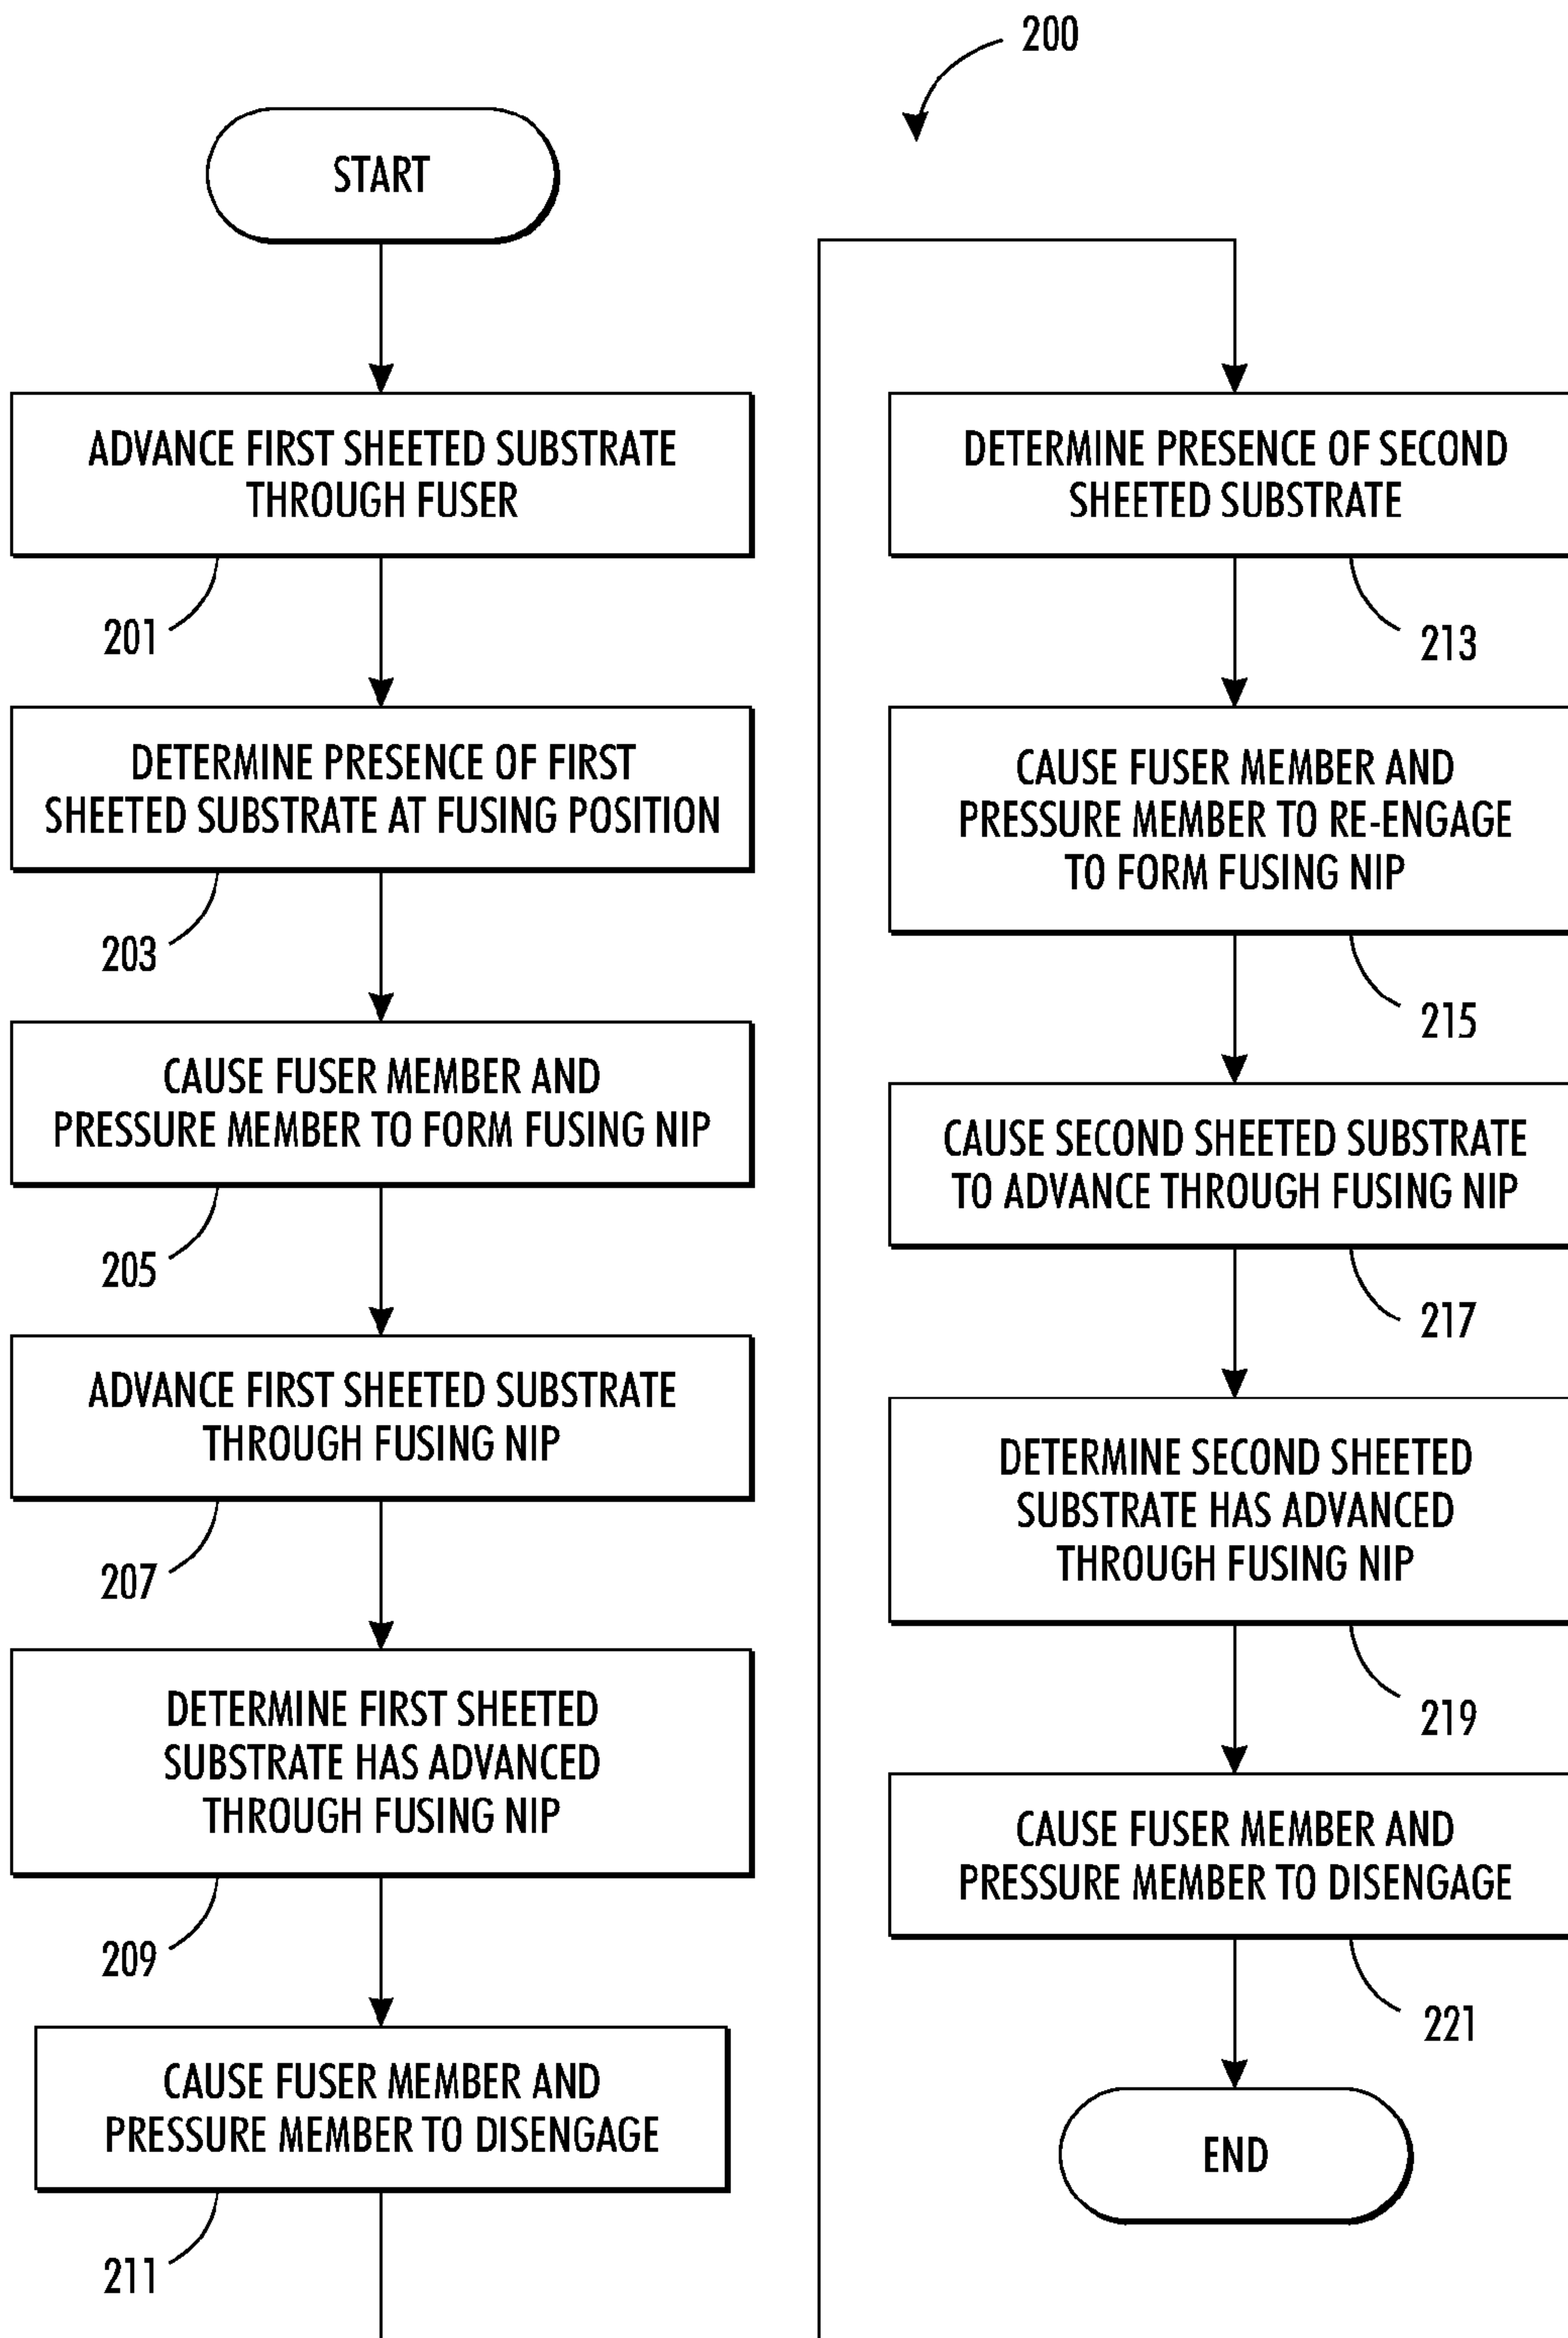 200
START
ADVANCE FIRST SHEETED SUBSTRATE
THROUGH FUSER
201
DETERMINE PRESENCE OF FIRST
SHEETED SUBSTRATE AT FUSING POSITION
203
CAUSE FUSER MEMBER AND
PRESSURE MEMBER TO FORM FUSING NIP
205
ADVANCE FIRST SHEETED SUBSTRATE
THROUGH FUSING NIP
207
DETERMINE FIRST SHEETED
SUBSTRATE HAS ADVANCED
THROUGH FUSING NIP
209
CAUSE FUSER MEMBER AND
PRESSURE MEMBER TO DISENGAGE
211
DETERMINE PRESENCE OF SECOND
SHEETED SUBSTRATE
213
CAUSE FUSER MEMBER AND
PRESSURE MEMBER TO RE-ENGAGE
TO FORM FUSING NIP
215
CAUSE SECOND SHEETED SUBSTRATE
TO ADVANCE THROUGH FUSING NIP
217
DETERMINE SECOND SHEETED
SUBSTRATE HAS ADVANCED
THROUGH FUSING NIP
219
CAUSE FUSER MEMBER AND
PRESSURE MEMBER TO DISENGAGE
221
END